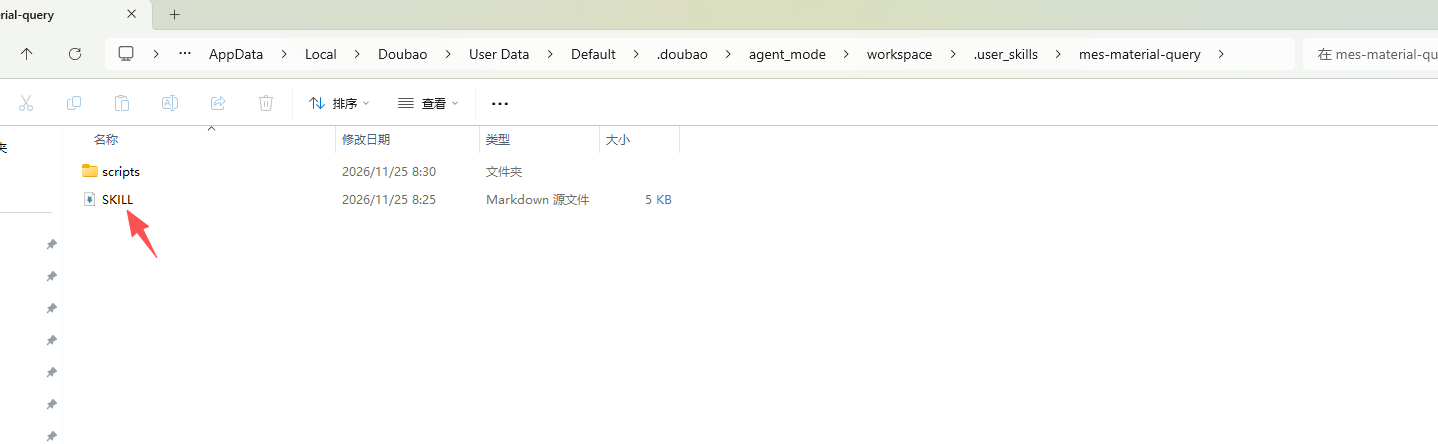 rial-query
AppData Local Doubao User Data Default .doubao agent_mode workspace .user_skills mes-material-query 在 mes-material-qu
排序 查看
名称 修改日期 类型 大小
夹
scripts 2026/11/25 8:30 文件夹
SKILL 2026/11/25 8:25 Markdown 源文件 5 KB